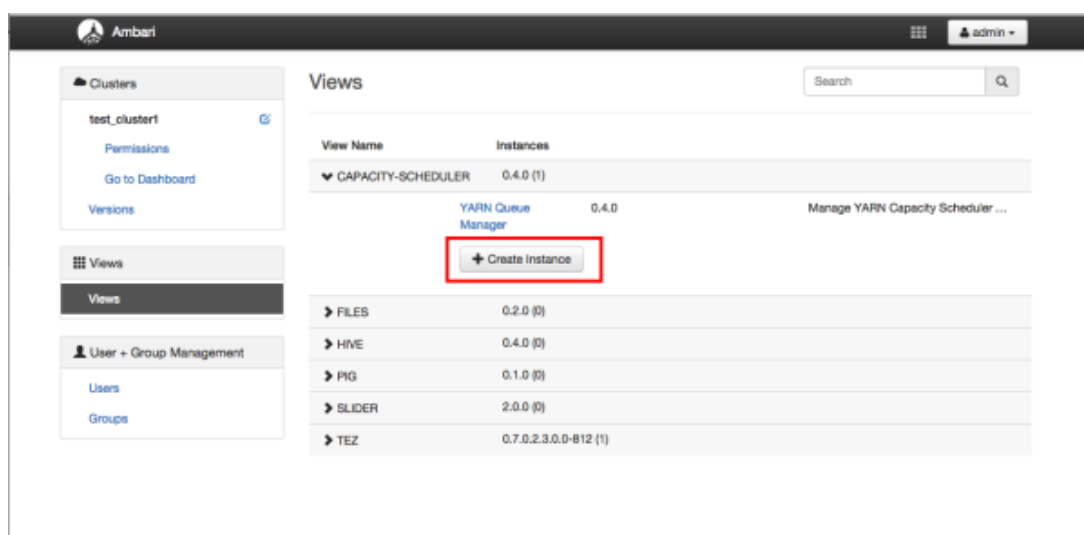 Ambari
admin
Clusters
test_cluster1
Permissions
Go to Dashboard
Versions
Views
Views
User + Group Management
Users
Groups
Views
Search
View Name Instances
CAPACITY-SCHEDULER 0.4.0 (1)
YARN Queue Manager 0.4.0 Manage YARN Capacity Scheduler ...
Create Instance
FILES 0.2.0 (0)
HIVE 0.4.0 (0)
PIG 0.1.0 (0)
SLIDER 2.0.0 (0)
TEZ 0.7.0.2.3.0.0-812 (1)